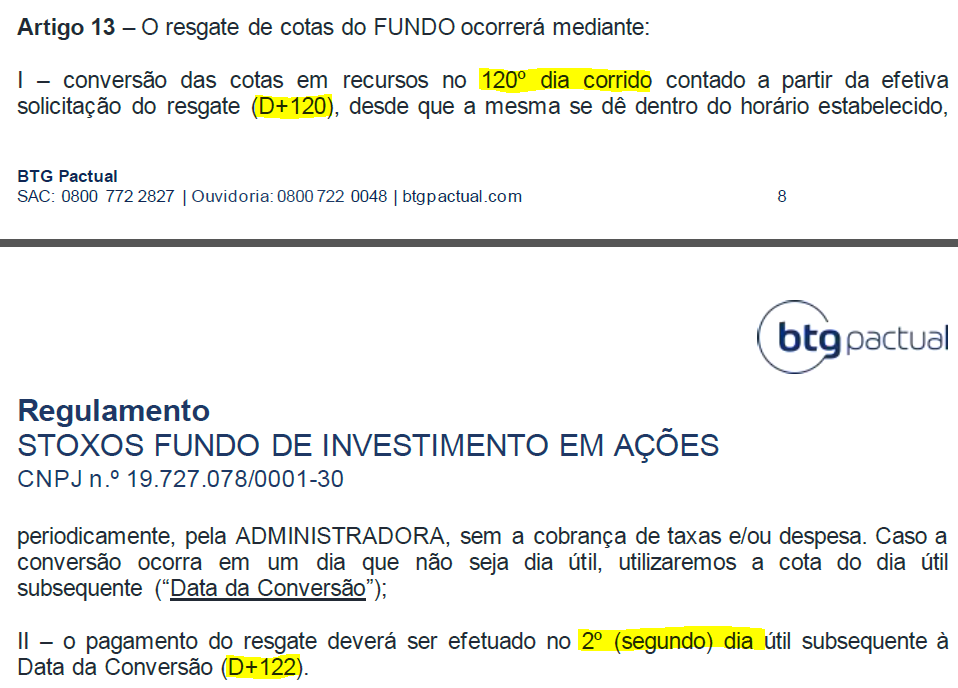 Artigo 13 – O resgate de cotas do FUNDO ocorrerá mediante:
I – conversão das cotas em recursos no 120º dia corrido contado a partir da efetiva
solicitação do resgate (D+120), desde que a mesma se dê dentro do horário estabelecido,
BTG Pactual
SAC: 0800 772 2827 | Ouvidoria: 0800 722 0048 | btgpactual.com 8
btgpactual
Regulamento
STOXOS FUNDO DE INVESTIMENTO EM AÇÕES
CNPJ n.º 19.727.078/0001-30
periodicamente, pela ADMINISTRADORA, sem a cobrança de taxas e/ou despesa. Caso a
conversão ocorra em um dia que não seja dia útil, utilizaremos a cota do dia útil
subsequente (“Data da Conversão”);
II – o pagamento do resgate deverá ser efetuado no 2º (segundo) dia útil subsequente à
Data da Conversão (D+122).